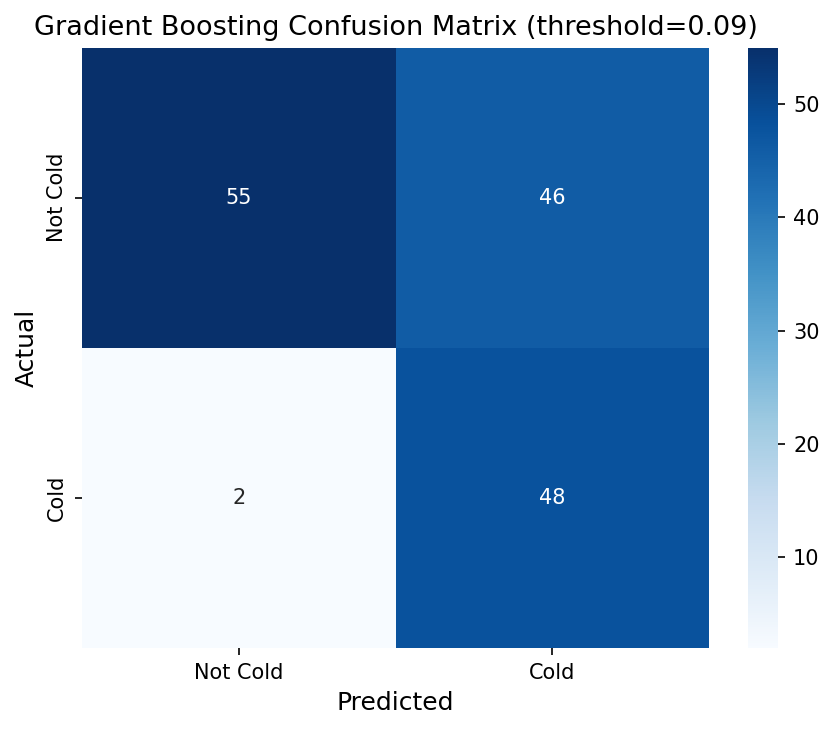 Gradient Boosting Confusion Matrix (threshold=0.09)
Actual
Not Cold
Cold
55
46
2
48
Not Cold
Cold
Predicted
50
40
30
20
10